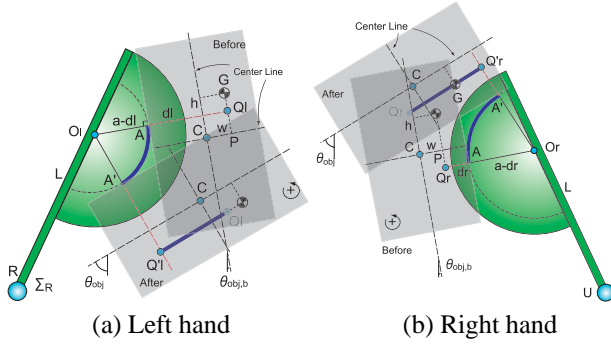 Before
Center Line
h
G
Ol
a-dl
dl
Ql
A
C
w
P
L
A'
C
Ql
Q'l
R
ΣR
θobj
After
θobj,b
(a) Left hand
Center Line
Q'r
C
After
Qr
G
h
A'
θobj
C
w
P
A
Or
Qr
dr
a-dr
L
Before
θobj,b
U
(b) Right hand